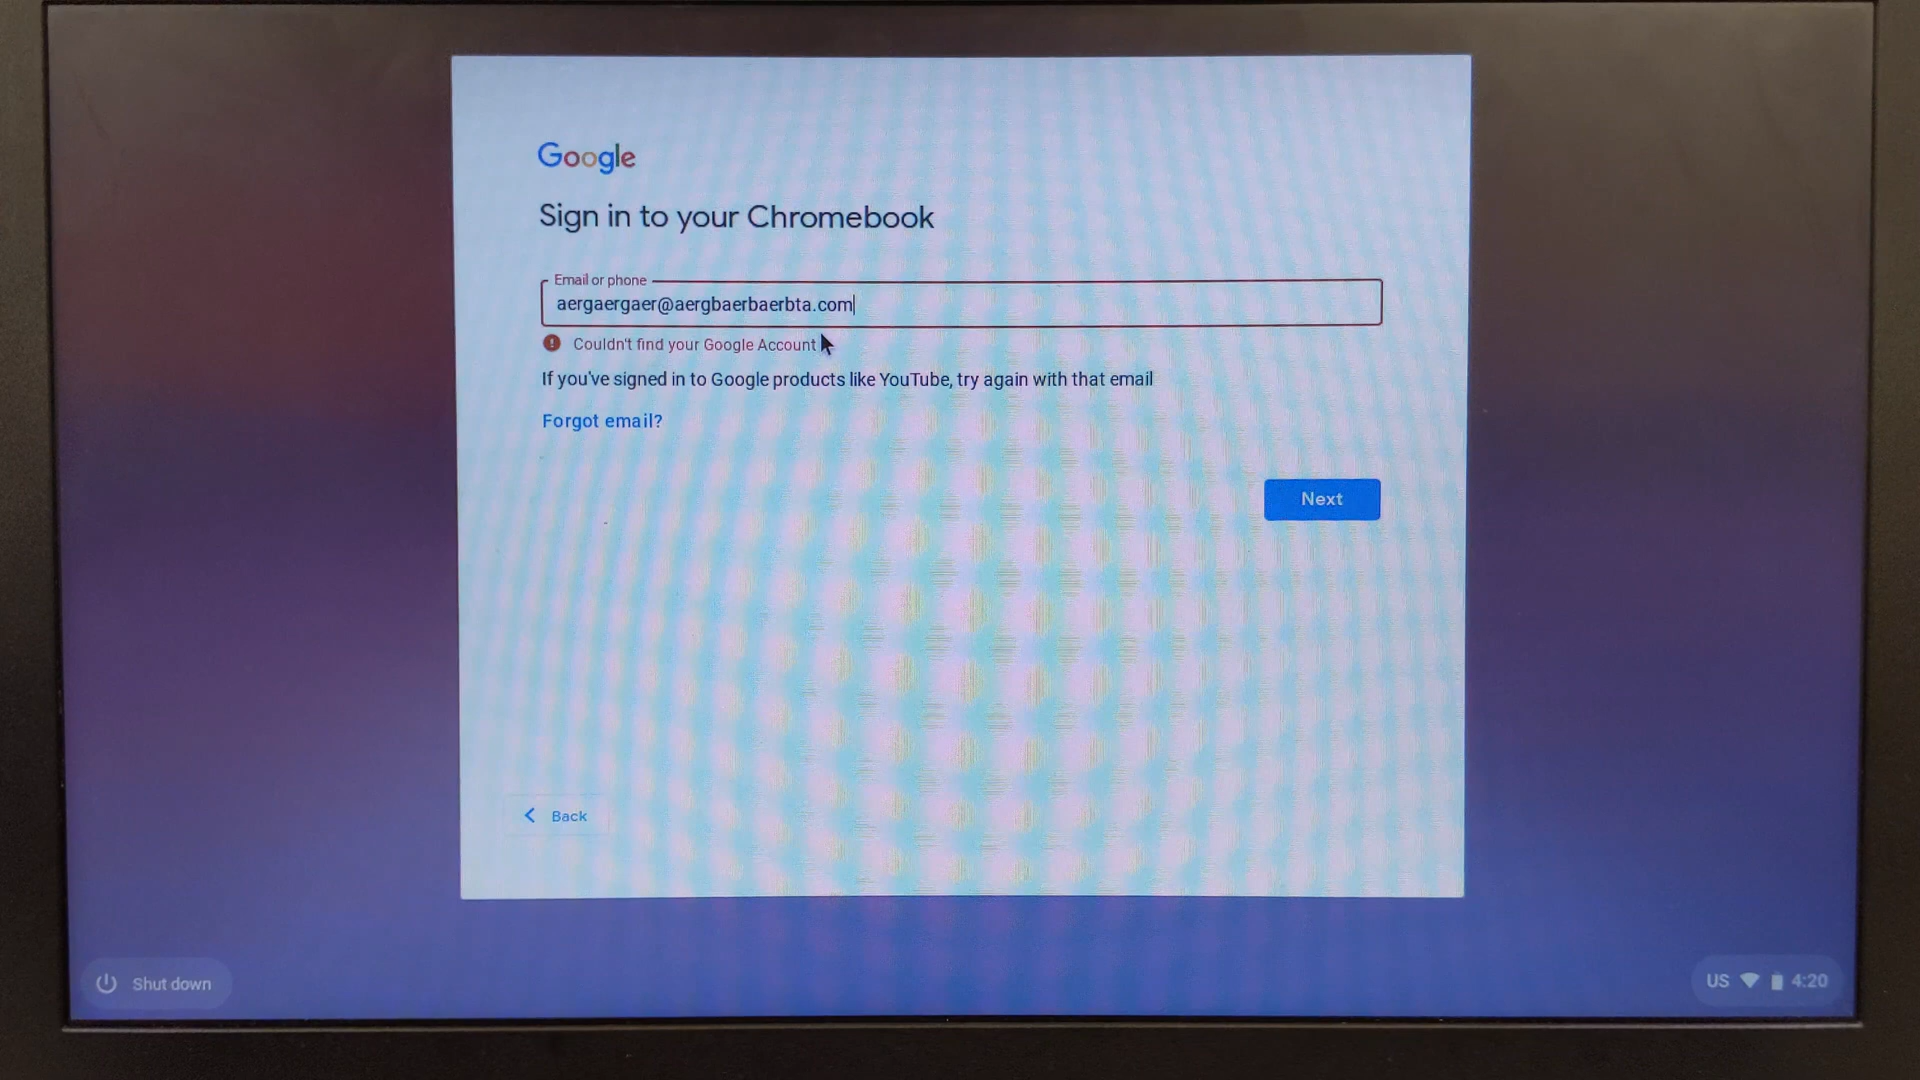 Google
Sign in to your Chromebook
Email or phone
aergaergaer@aergbaerbaerbta.com
Couldn't find your Google Account
If you've signed in to Google products like YouTube, try again with that email
Forgot email?
Next
Back
Shut down
US 4:20